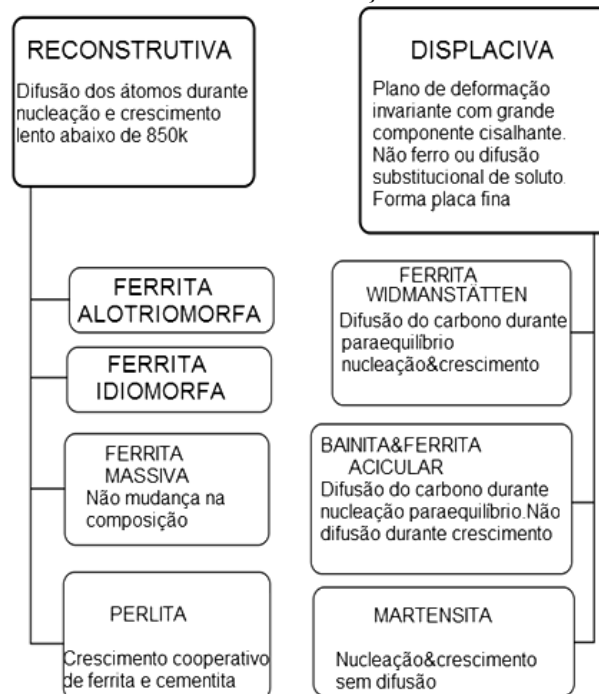 RECONSTRUTIVA
Difusão dos átomos durante
nucleação e crescimento
lento abaixo de 850k
FERRITA
ALOTRIOMORFA
FERRITA
IDIOMORFA
FERRITA
MASSIVA
Não mudança na
composição
PERLITA
Crescimento cooperativo
de ferrita e cementita
DISPLACIVA
Plano de deformação
invariante com grande
componente cisalhante.
Não ferro ou difusão
substitucional de soluto.
Forma placa fina
FERRITA
WIDMANSTÄTTEN
Difusão do carbono durante
paraequilíbrio
nucleação&crescimento
BAINITA&FERRITA
ACICULAR
Difusão do carbono durante
nucleação paraequilíbrio.Não
difusão durante crescimento
MARTENSITA
Nucleação&crescimento
sem difusão